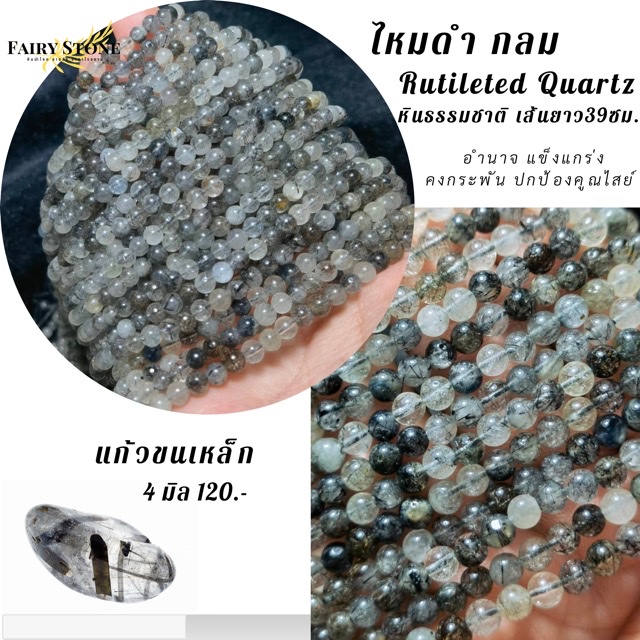 FAIRY STONE
ไหมดำ กลม
Rutileted Quartz
หินธรรมชาติ เส้นยาว39ซม.
อำนาจ แข็งแกร่ง
คงกระพัน ปกป้องคูณไสย์
แก้วขนเหล็ก
4 มิล 120.-